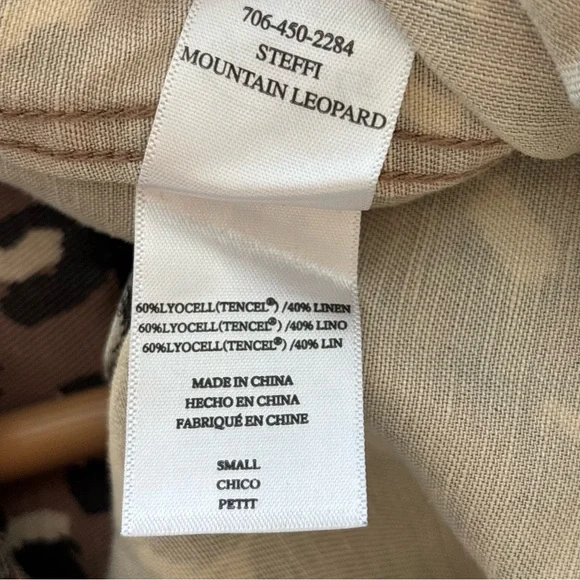 706-450-2284
STEFFI
MOUNTAIN LEOPARD
60%LYOCELL(TENCEL®) /40% LINEN
60%LYOCELL(TENCEL®) /40% LINO
60%LYOCELL(TENCEL®) /40% LIN
MADE IN CHINA
HECHO EN CHINA
FABRIQUÉ EN CHINE
SMALL
CHICO
PETIT